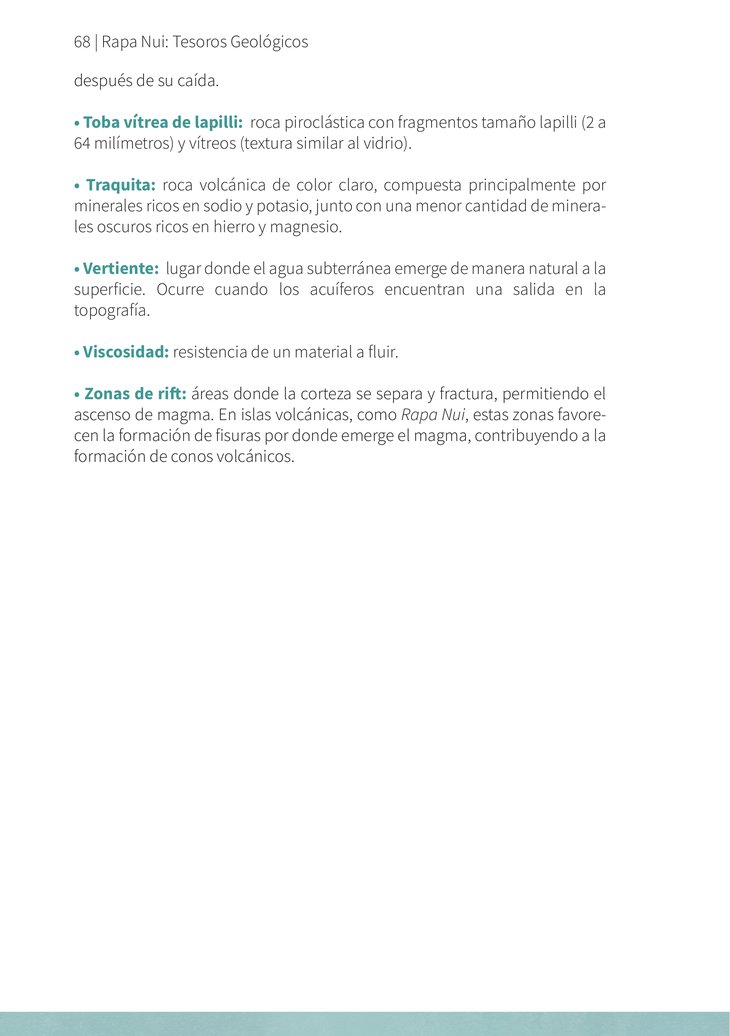 68 | Rapa Nui: Tesoros Geológicos
después de su caída.
• Toba vítrea de lapilli: roca piroclástica con fragmentos tamaño lapilli (2 a
64 milímetros) y vítreos (textura similar al vidrio).
• Traquita: roca volcánica de color claro, compuesta principalmente por
minerales ricos en sodio y potasio, junto con una menor cantidad de minera-
les oscuros ricos en hierro y magnesio.
• Vertiente: lugar donde el agua subterránea emerge de manera natural a la
superficie. Ocurre cuando los acuíferos encuentran una salida en la
topografía.
• Viscosidad: resistencia de un material a fluir.
• Zonas de rift: áreas donde la corteza se separa y fractura, permitiendo el
ascenso de magma. En islas volcánicas, como Rapa Nui, estas zonas favore-
cen la formación de fisuras por donde emerge el magma, contribuyendo a la
formación de conos volcánicos.